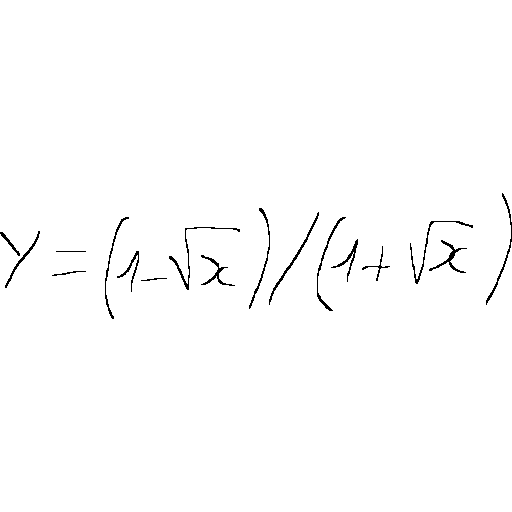 Y = (1-√x)/(1+√x)